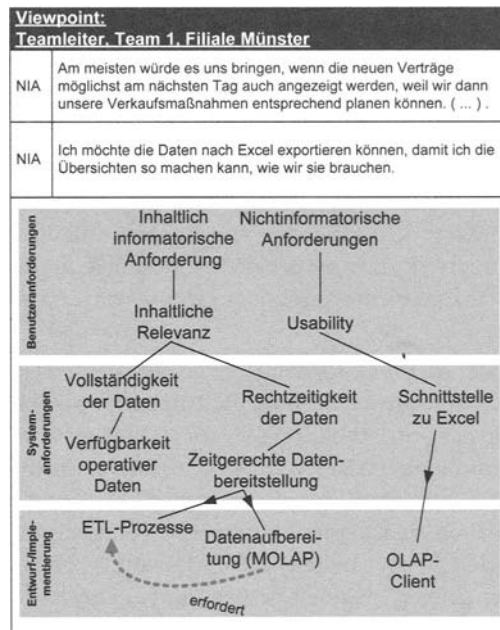 Viewpoint:
Teamleiter, Team 1, Filiale Münster
NIA
Am meisten würde es uns bringen, wenn die neuen Verträge
möglichst am nächsten Tag auch angezeigt werden, weil wir dann
unsere Verkaufsmaßnahmen entsprechend planen können. ( ... ) .
NIA
Ich möchte die Daten nach Excel exportieren können, damit ich die
Übersichten so machen kann, wie wir sie brauchen.
Benutzeranforderungen
Inhaltlich
informatorische
Anforderung
Nichtinformatorische
Anforderungen
Inhaltliche
Relevanz
Usability
System-
anforderungen
Vollständigkeit
der Daten
Rechtzeitigkeit
der Daten
Schnittstelle
zu Excel
Verfügbarkeit
operativer
Daten
Zeitgerechte Daten-
bereitstellung
Entwurf-/Imple-
mentierung
ETL-Prozesse
Datenaufberei-
tung (MOLAP)
OLAP-
Client
erfordert